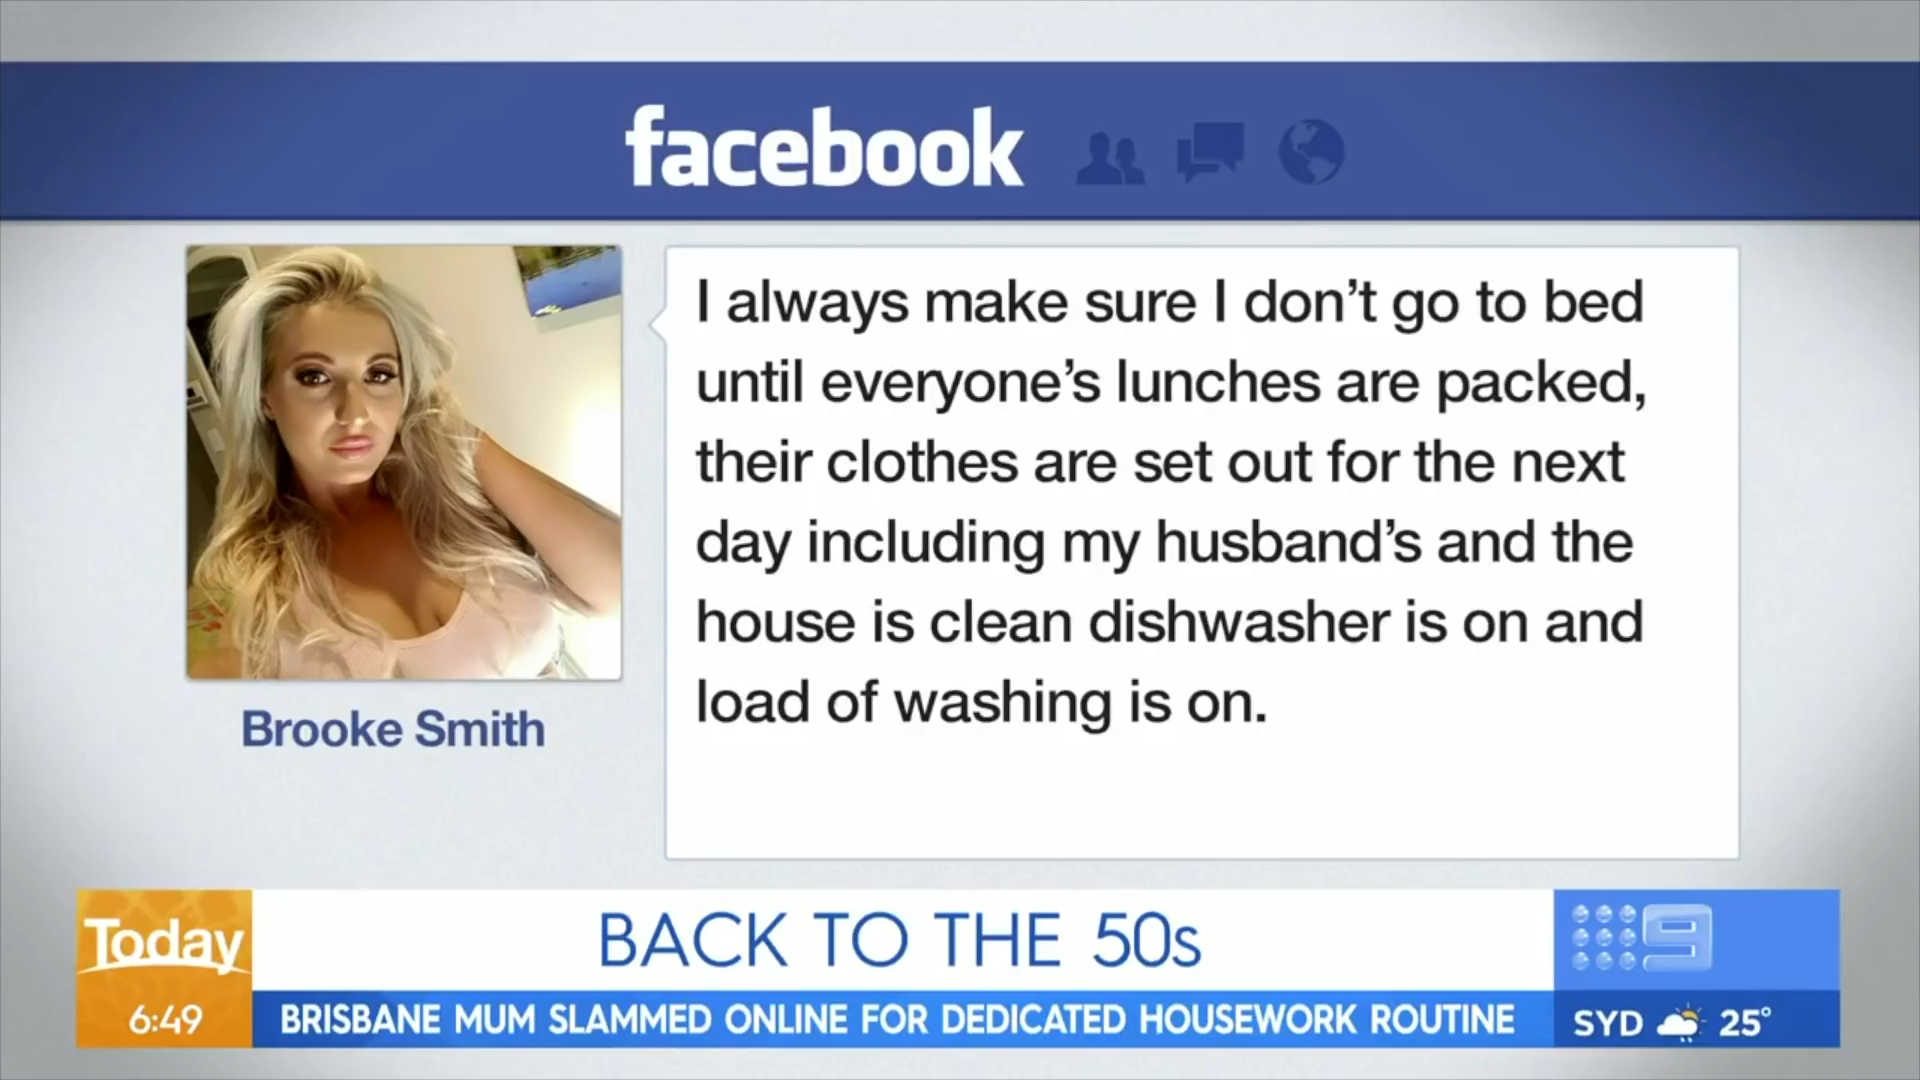 facebook
I always make sure I don’t go to bed
until everyone’s lunches are packed,
their clothes are set out for the next
day including my husband’s and the
house is clean dishwasher is on and
load of washing is on.
Brooke Smith
Today
BACK TO THE 50s
9
6:49
BRISBANE MUM SLAMMED ONLINE FOR DEDICATED HOUSEWORK ROUTINE
SYD 25°